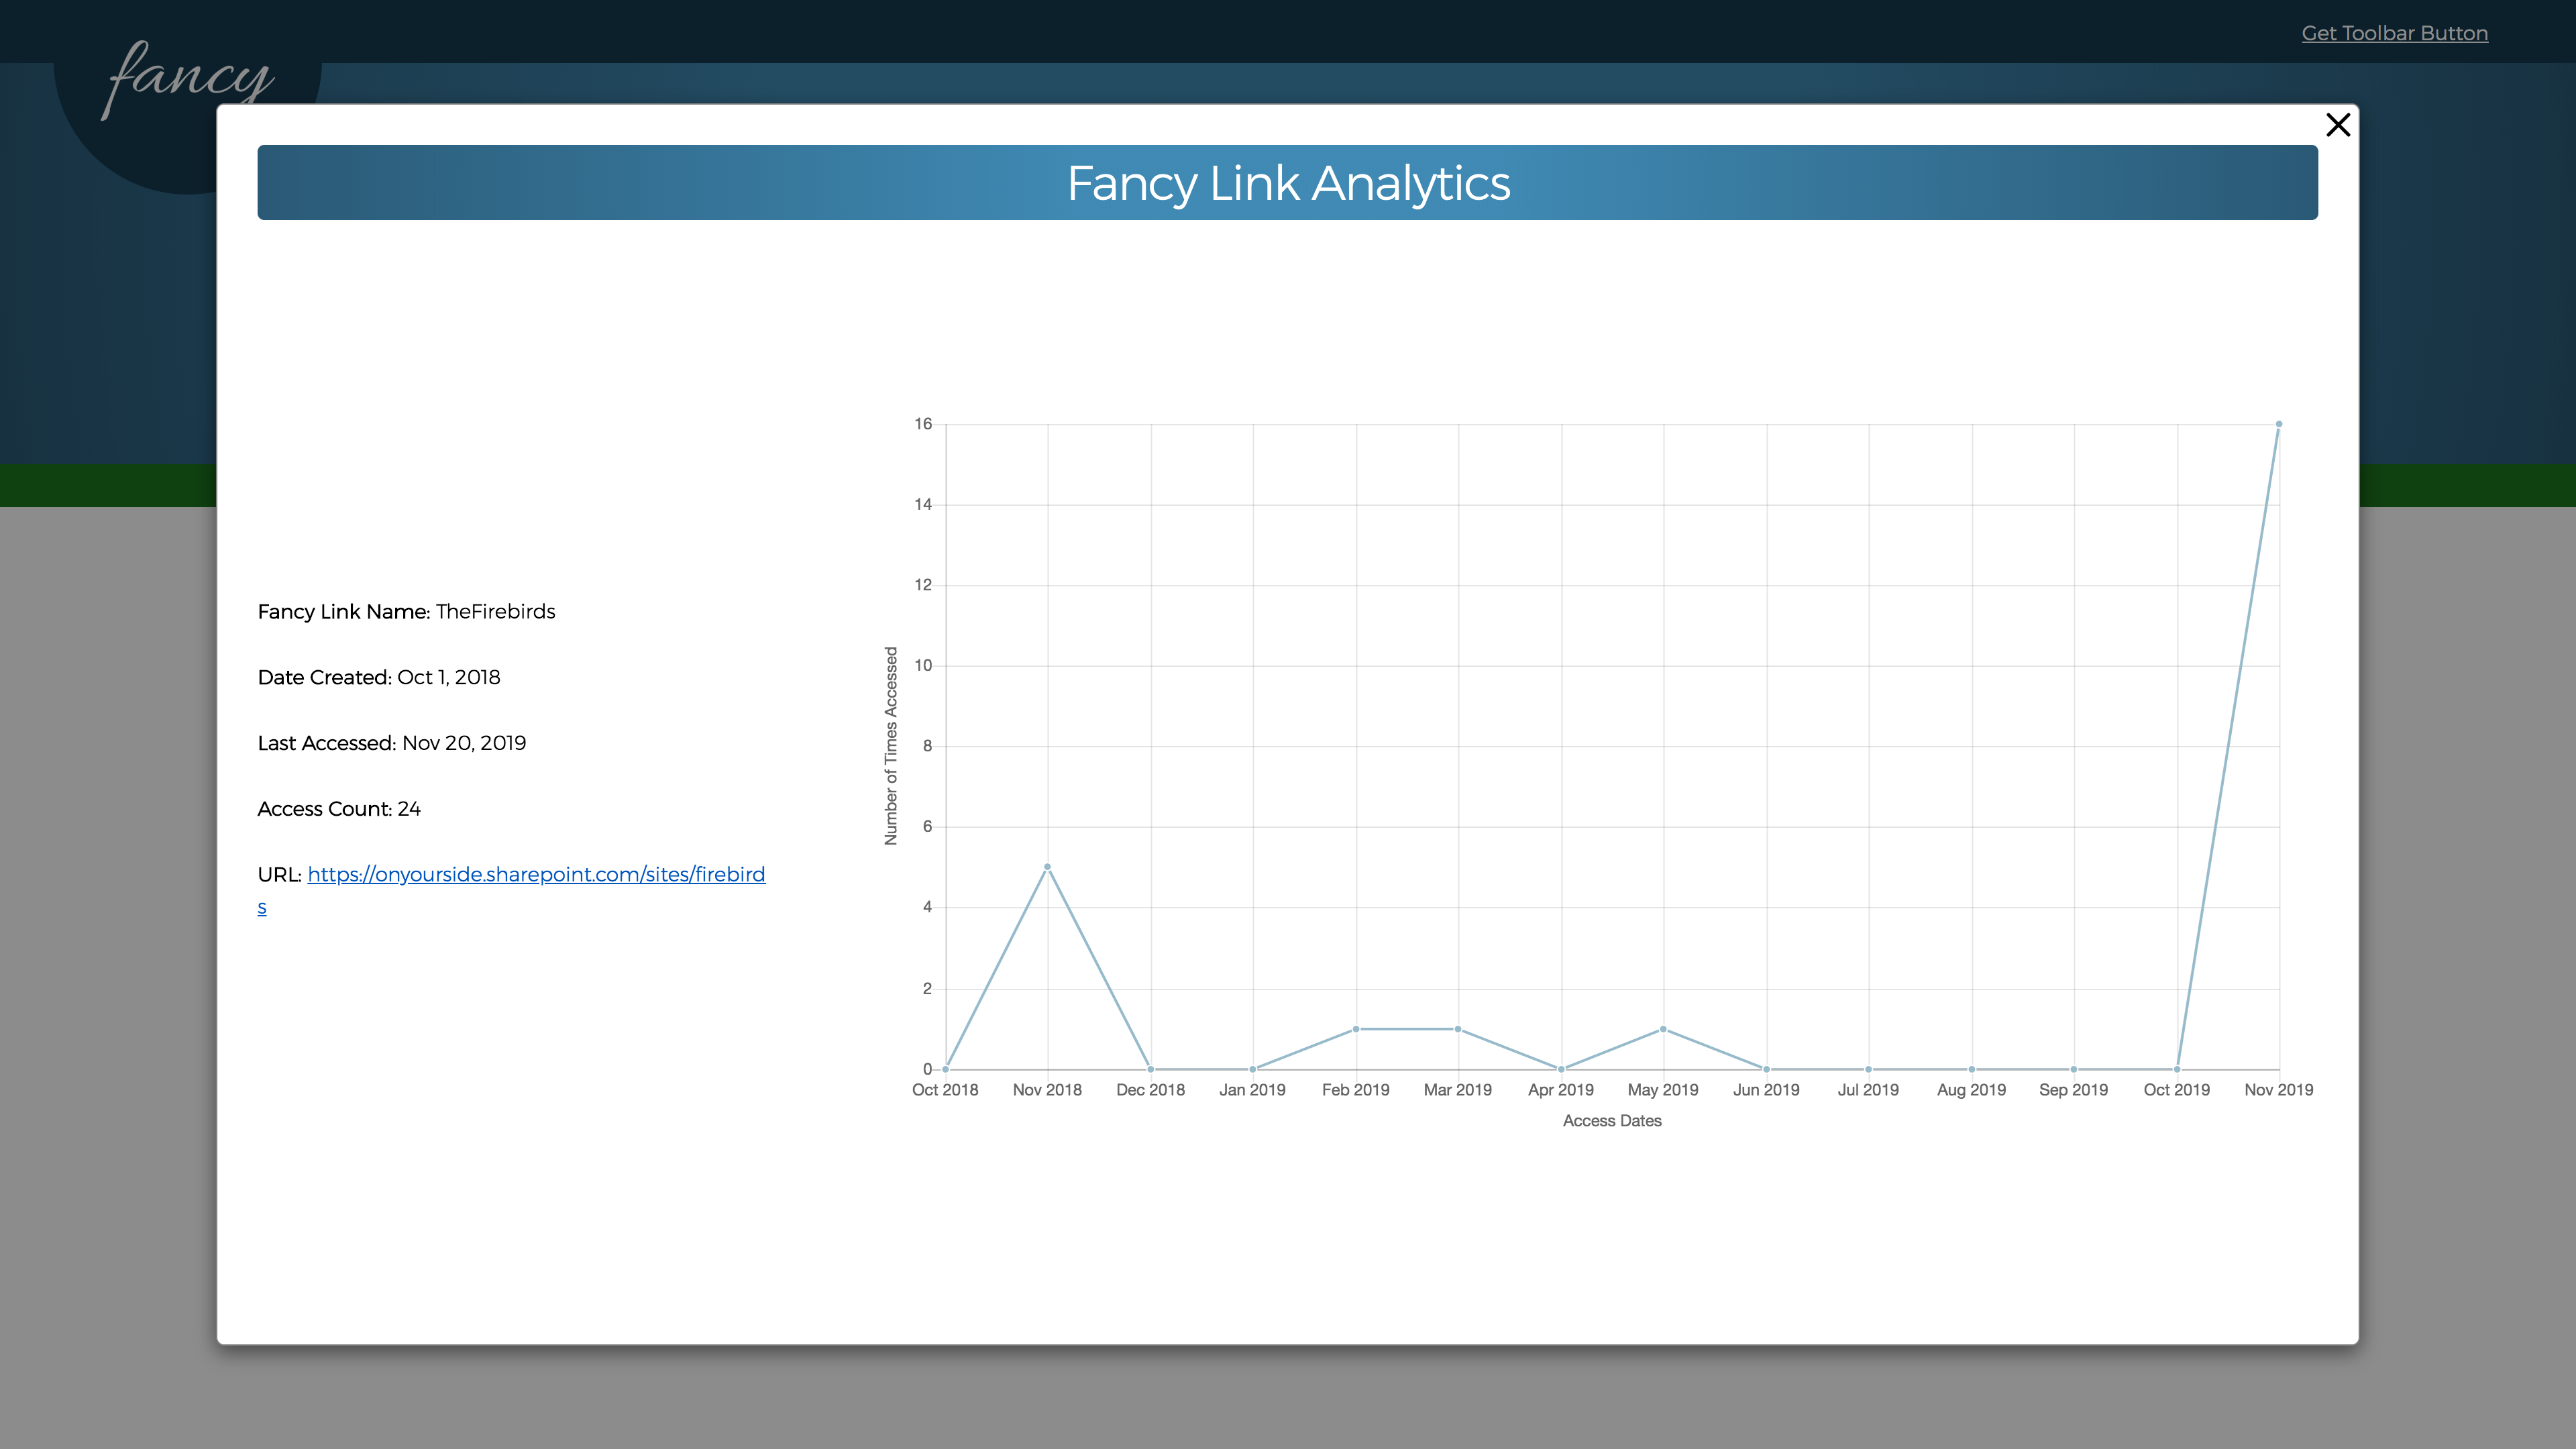 Get Toolbar Button
fancy
Fancy Link Analytics
Fancy Link Name: TheFirebirds
Date Created: Oct 1, 2018
Last Accessed: Nov 20, 2019
Access Count: 24
URL: https://onyourside.sharepoint.com/sites/firebird
s
Number of Times Accessed
16
14
12
10
8
6
4
2
0
Oct 2018 Nov 2018 Dec 2018 Jan 2019 Feb 2019 Mar 2019 Apr 2019 May 2019 Jun 2019 Jul 2019 Aug 2019 Sep 2019 Oct 2019 Nov 2019
Access Dates